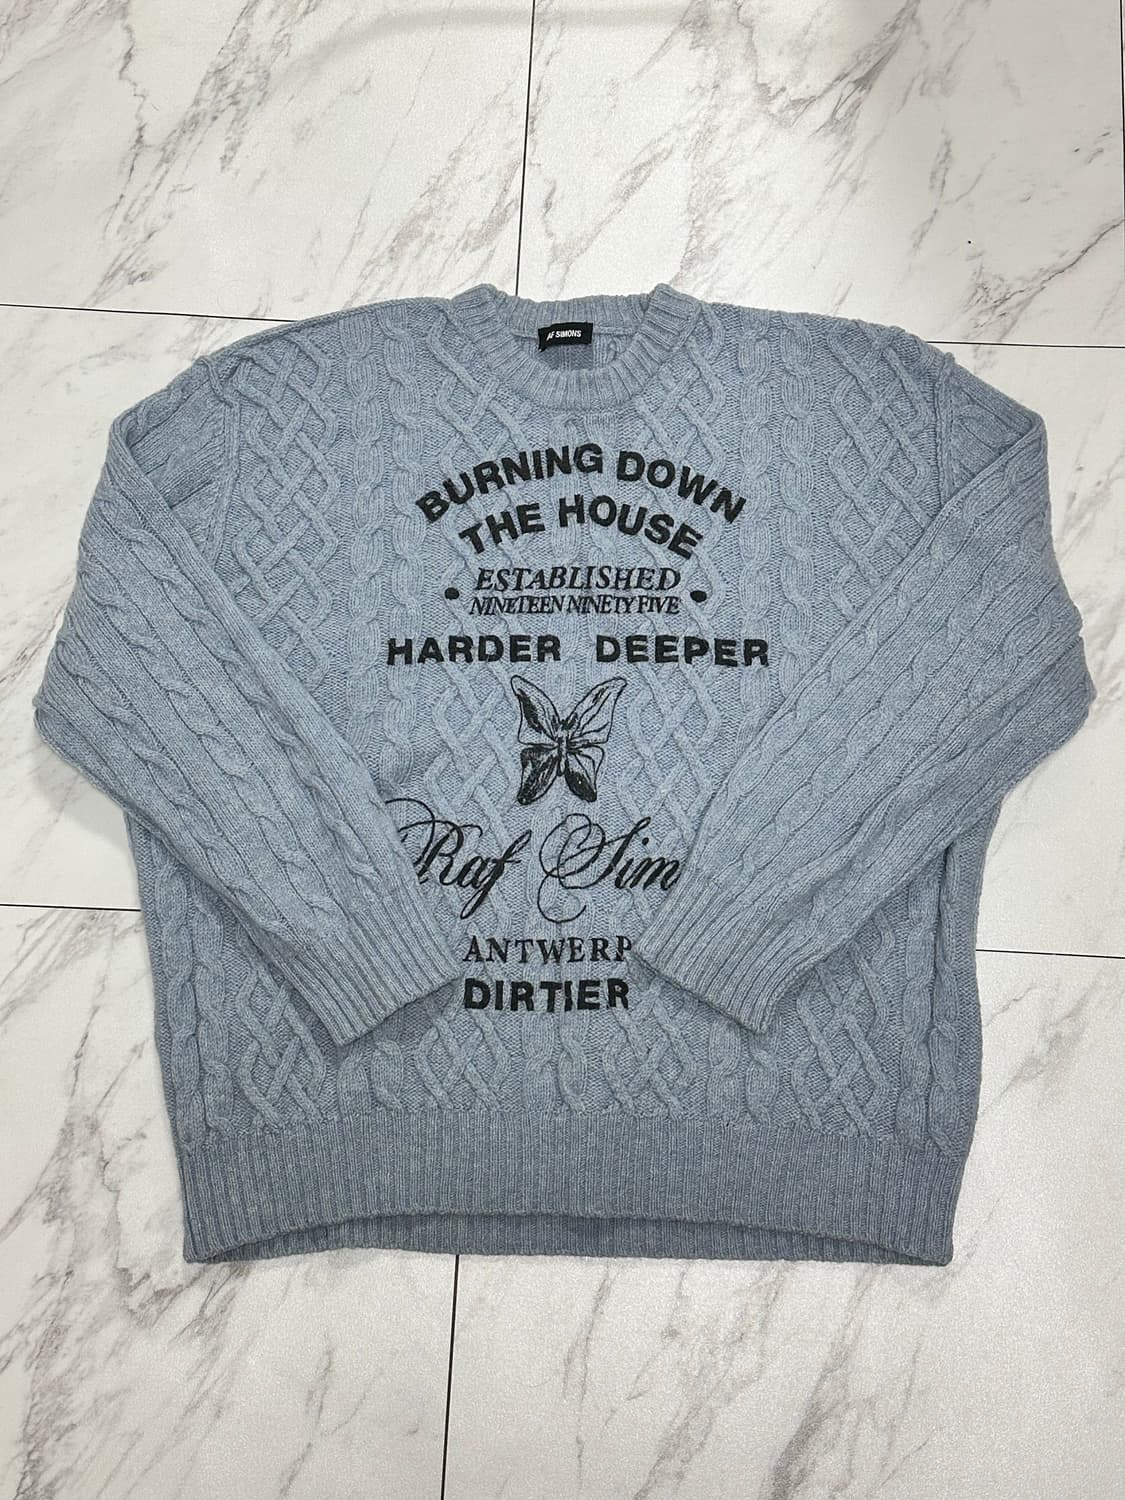 AF SIMONS
BURNING DOWN
THE HOUSE
ESTABLISHED
NINETEEN NINETY FIVE
HARDER DEEPER
Raf Sim
ANTWERP
DIRTIER